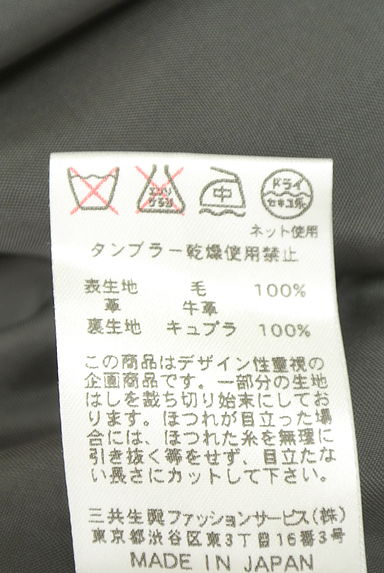 エンソ
サラシ
中
ドライ
セキユ系
ネット使用
タンブラー乾燥使用禁止
表生地 毛 100%
革 牛革
裏生地 キュプラ 100%
この商品はデザイン性重視の
企画商品です。一部分の生地
はしを裁ち切り始末にしてお
ります。ほつれが目立った場
合には、ほつれた糸を無理に
引き抜く等をせず、目立たな
い長さにカットして下さい。
三共生興ファッションサービス(株)
東京都渋谷区東3丁目16番3号
MADE IN JAPAN